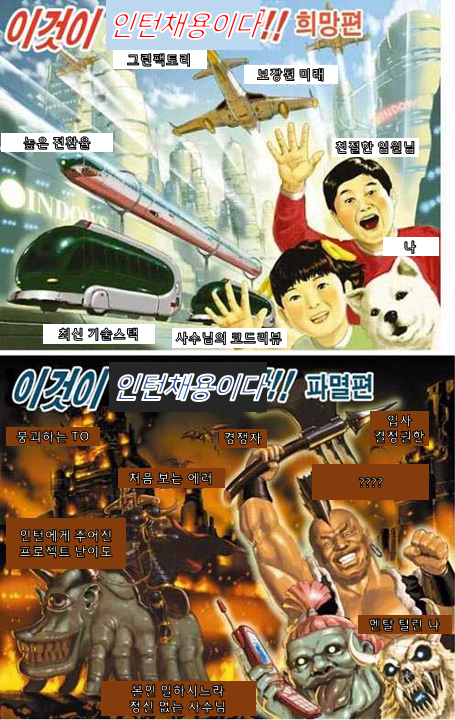 이것이 인턴채용이다!! 희망편
그린팩토리
보장된 미래
높은 전환율
친절한 임원님
INDOWS
나
최신 기술스택
사수님의 코드리뷰
이것이 인턴채용이다!!! 파멸편
붕괴하는 TO
경쟁자
입사
결정권한
처음 보는 에러
????
인턴에게 주어진
프로젝트 난이도
멘탈 털린 나
본인 일하시느라
정신 없는 사수님